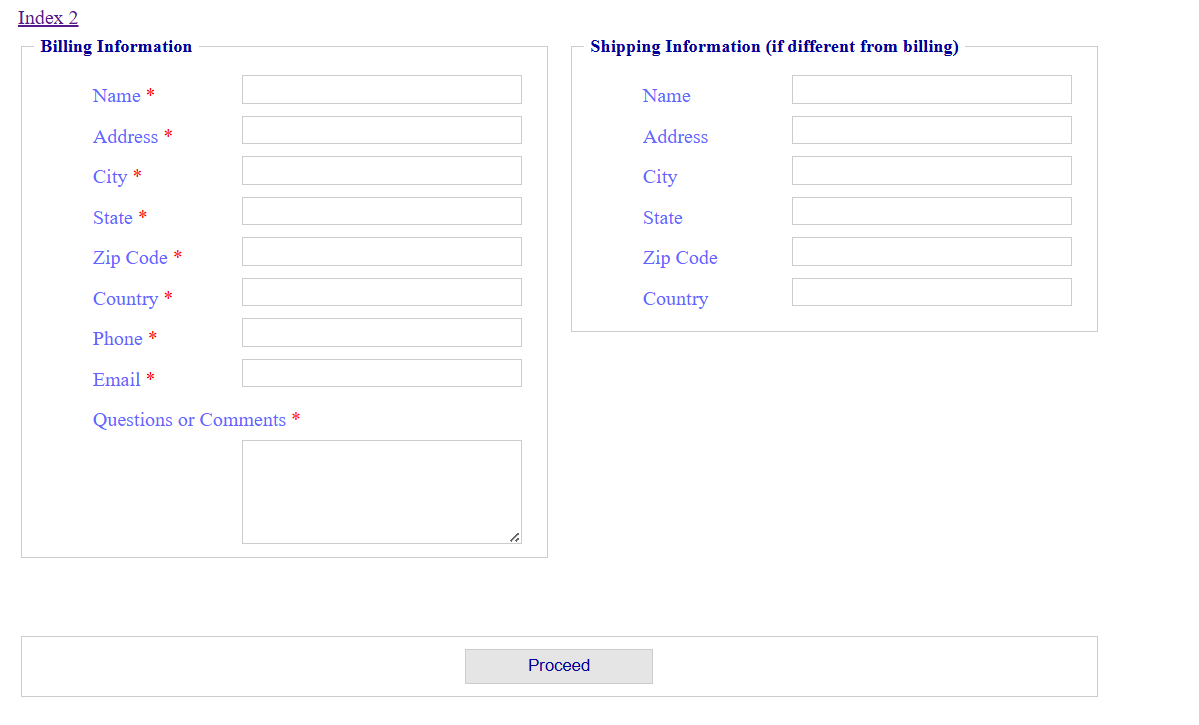 Index 2
Billing Information
Name *
Address *
City *
State *
Zip Code *
Country *
Phone *
Email *
Questions or Comments *
Shipping Information (if different from billing)
Name
Address
City
State
Zip Code
Country
Proceed